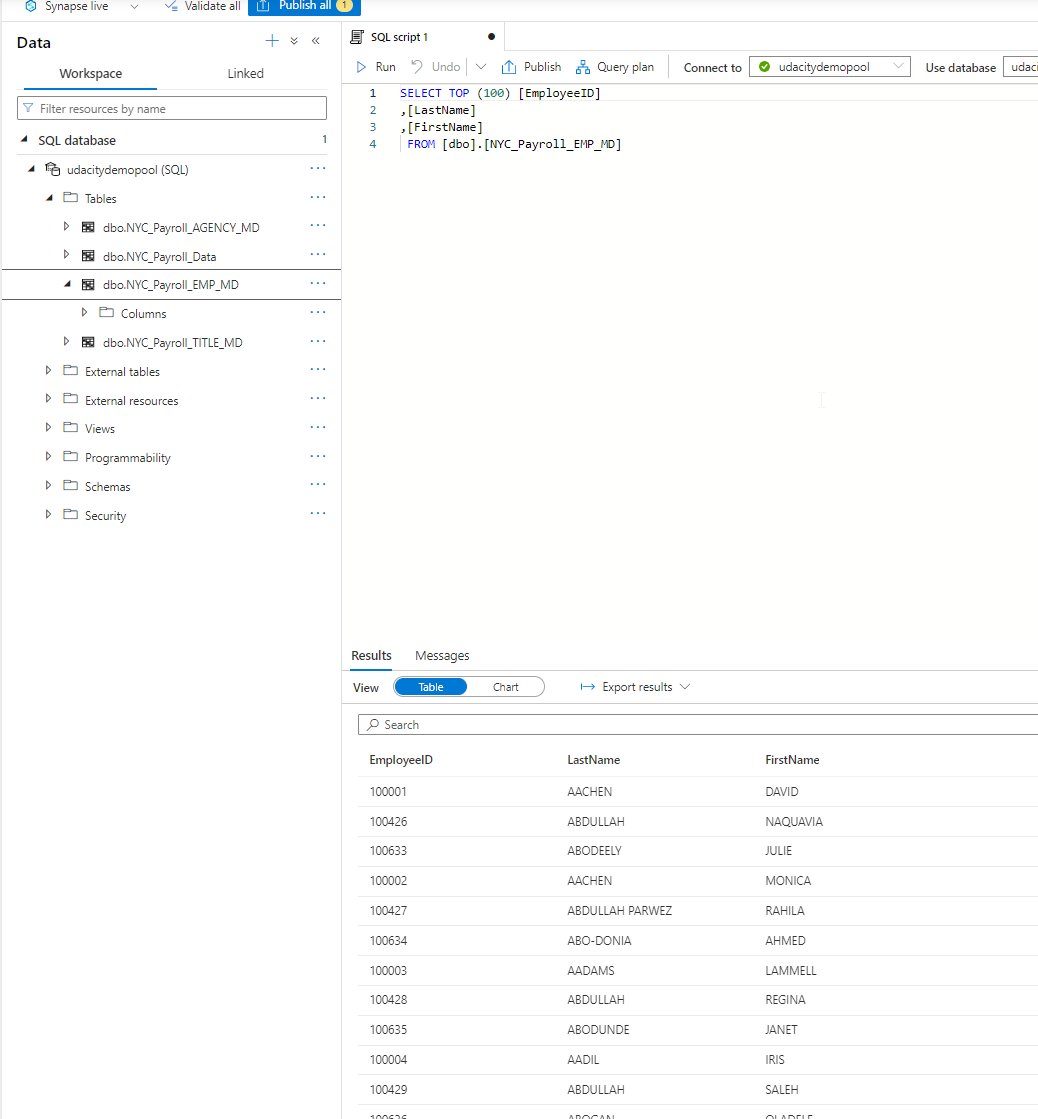 Synapse live Validate all Publish all 1
Data
Workspace Linked
Filter resources by name
SQL database 1
udacitydemopool (SQL)
Tables
dbo.NYC_Payroll_AGENCY_MD
dbo.NYC_Payroll_Data
dbo.NYC_Payroll_EMP_MD
Columns
dbo.NYC_Payroll_TITLE_MD
External tables
External resources
Views
Programmability
Schemas
Security
SQL script 1
Run Undo Publish Query plan Connect to udacitydemopool Use database udaci
1 SELECT TOP (100) [EmployeeID]
2 ,[LastName]
3 ,[FirstName]
4 FROM [dbo].[NYC_Payroll_EMP_MD]
Results Messages
View Table Chart Export results
Search
EmployeeID LastName FirstName
100001 AACHEN DAVID
100426 ABDULLAH NAQUAVIA
100633 ABODEELY JULIE
100002 AACHEN MONICA
100427 ABDULLAH PARWEZ RAHILA
100634 ABO-DONIA AHMED
100003 AADAMS LAMMELL
100428 ABDULLAH REGINA
100635 ABODUNDE JANET
100004 AADIL IRIS
100429 ABDULLAH SALEH
100636